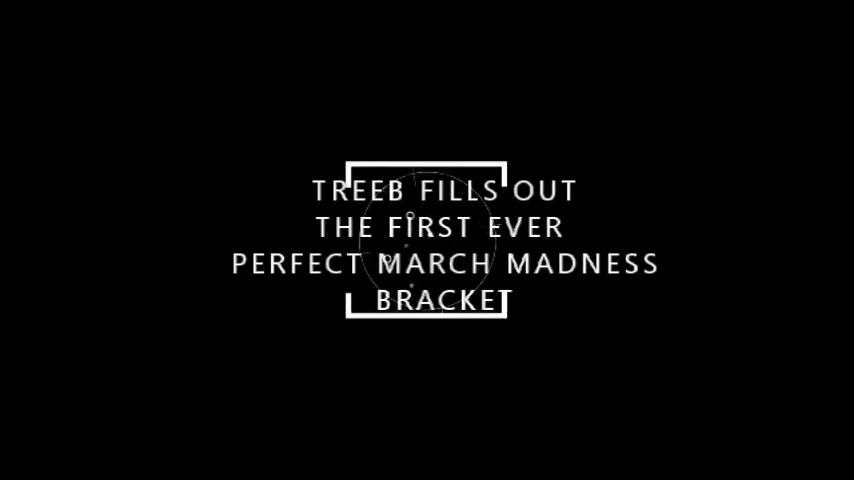 TREEB FILLS OUT
THE FIRST EVER
PERFECT MARCH MADNESS
BRACKET